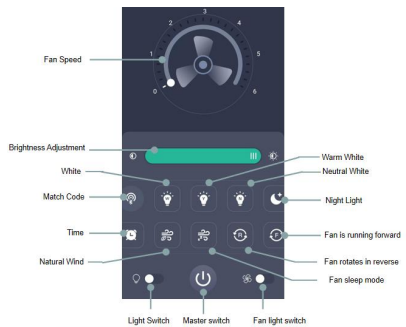 3
2
4
Fan Speed
1
5
0
6
Brightness Adjustment
White
Warm White
Neutral White
Match Code
Night Light
Time
R
F
Fan is running forward
Natural Wind
Fan rotates in reverse
Fan sleep mode
Light Switch
Master switch
Fan light switch